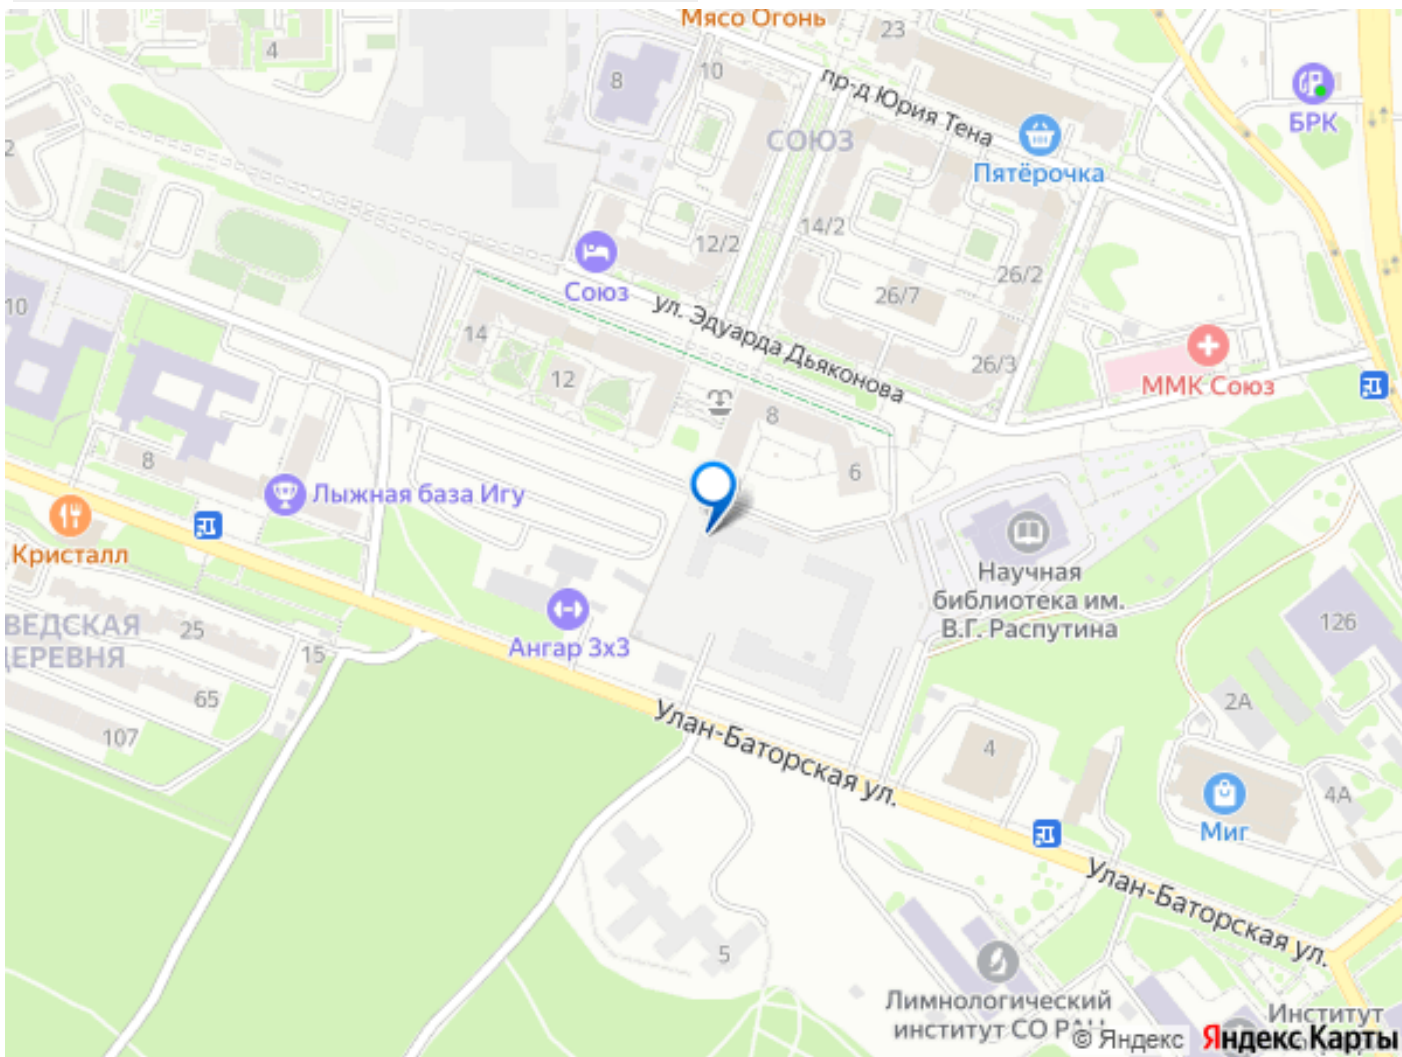 Мясо Огонь
23
4
8
10
пр-д Юрия Тена
БРК
СОЮЗ
2
Пятёрочка
14/2
12/2
26/2
26/7
Союз
ул. Эдуарда Дьяконова
10
14
26/3
ММК Союз
12
8
6
8
Лыжная база Игу
Кристалл
Научная
библиотека им.
В.Г. Распутина
ВЕДСКАЯ
ДЕРЕВНЯ
25
15
Ангар 3х3
126
65
2А
107
Улан-Баторская ул.
4
4А
Миг
Улан-Баторская ул.
5
Лимнологический
институт СО РАН
Институт
© Яндекс Яндекс Карты